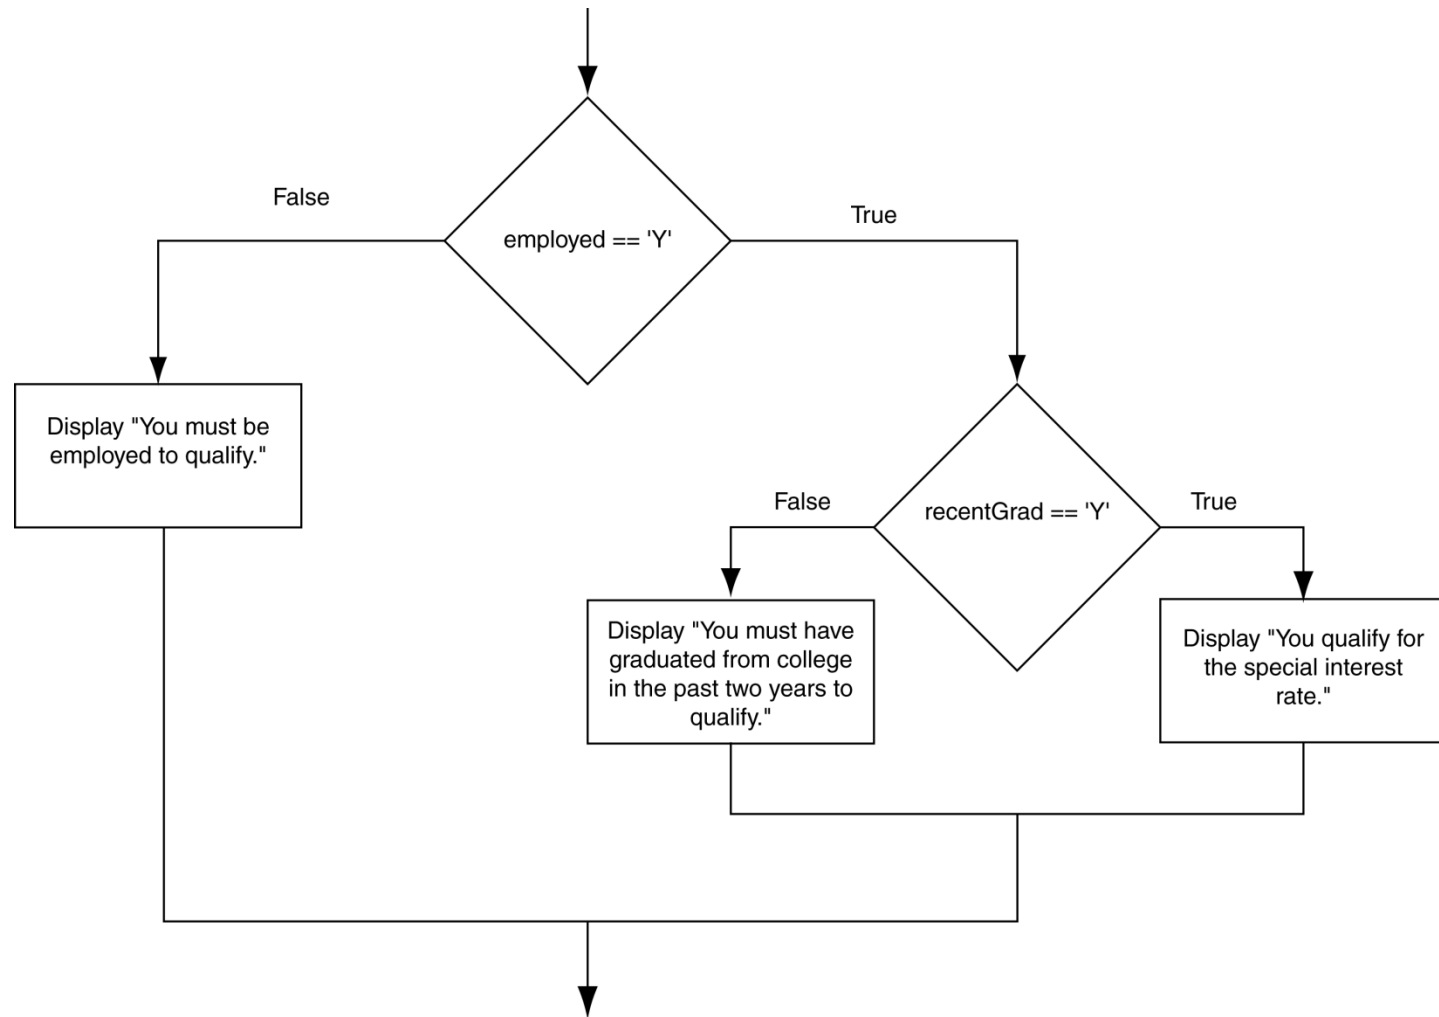 False
True
employed == 'Y'
Display "You must be
employed to qualify."
False
True
recentGrad == 'Y'
Display "You must have
graduated from college
in the past two years to
qualify."
Display "You qualify for
the special interest
rate."